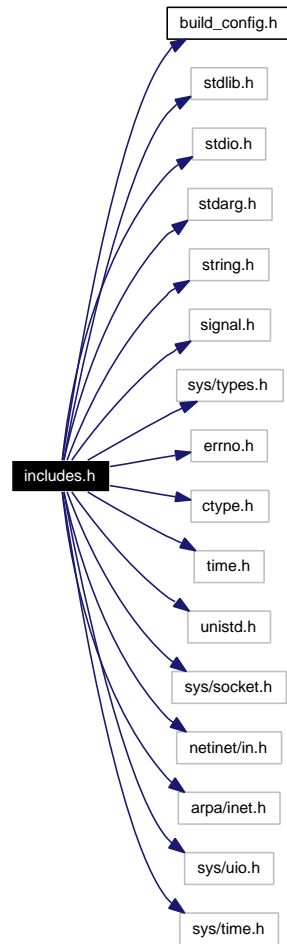 build_config.h
stdlib.h
stdio.h
stdarg.h
string.h
signal.h
sys/types.h
errno.h
includes.h
ctype.h
time.h
unistd.h
sys/socket.h
netinet/in.h
arpa/inet.h
sys/uio.h
sys/time.h